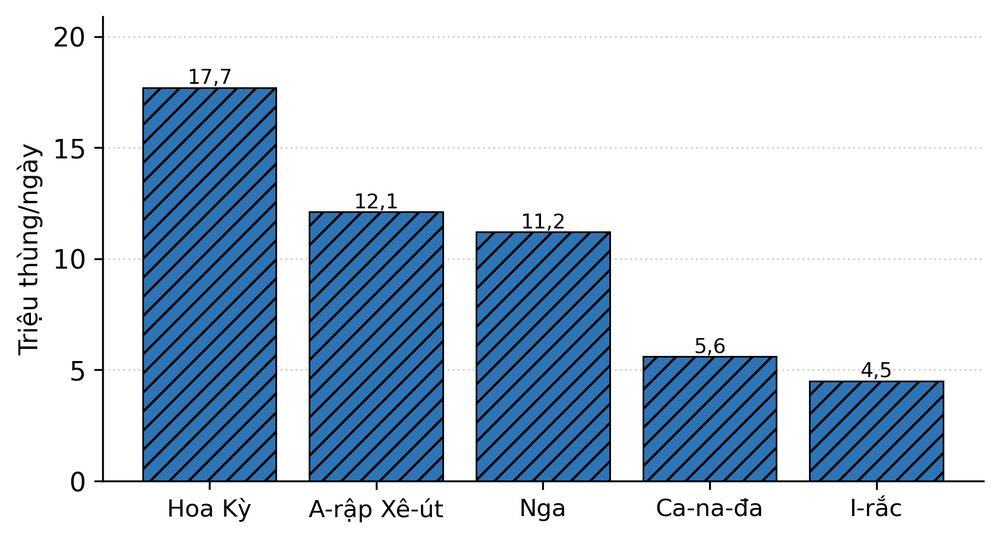 Triệu thùng/ngày
20
15
10
5
0
17,7
12,1
11,2
5,6
4,5
Hoa Kỳ
A-rập Xê-út
Nga
Ca-na-đa
I-rắc